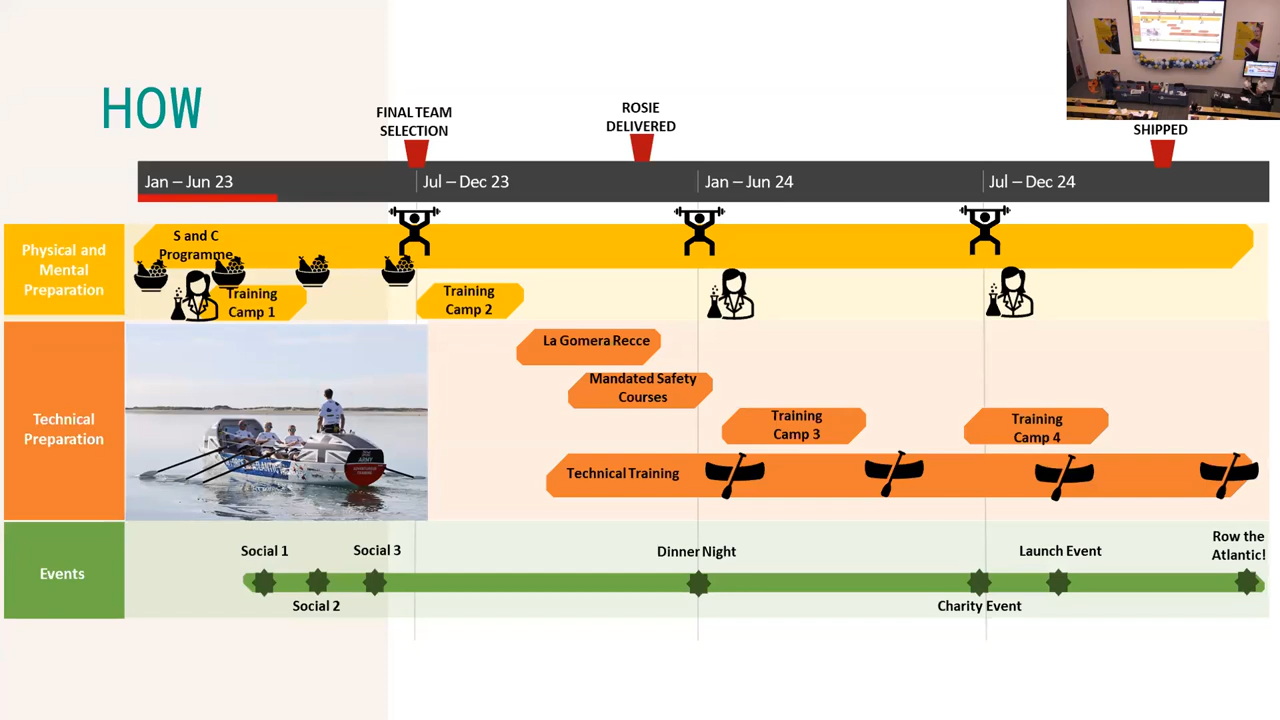 HOW
FINAL TEAM
SELECTION
ROSIE
DELIVERED
SHIPPED
Jan – Jun 23
Jul – Dec 23
Jan – Jun 24
Jul – Dec 24
Physical and
Mental
Preparation
S and C
Programme
Training
Camp 1
Training
Camp 2
Technical
Preparation
La Gomera Recce
Mandated Safety
Courses
Training
Camp 3
Training
Camp 4
Technical Training
ARMY
Events
Social 1
Social 2
Social 3
Dinner Night
Charity Event
Launch Event
Row the
Atlantic!